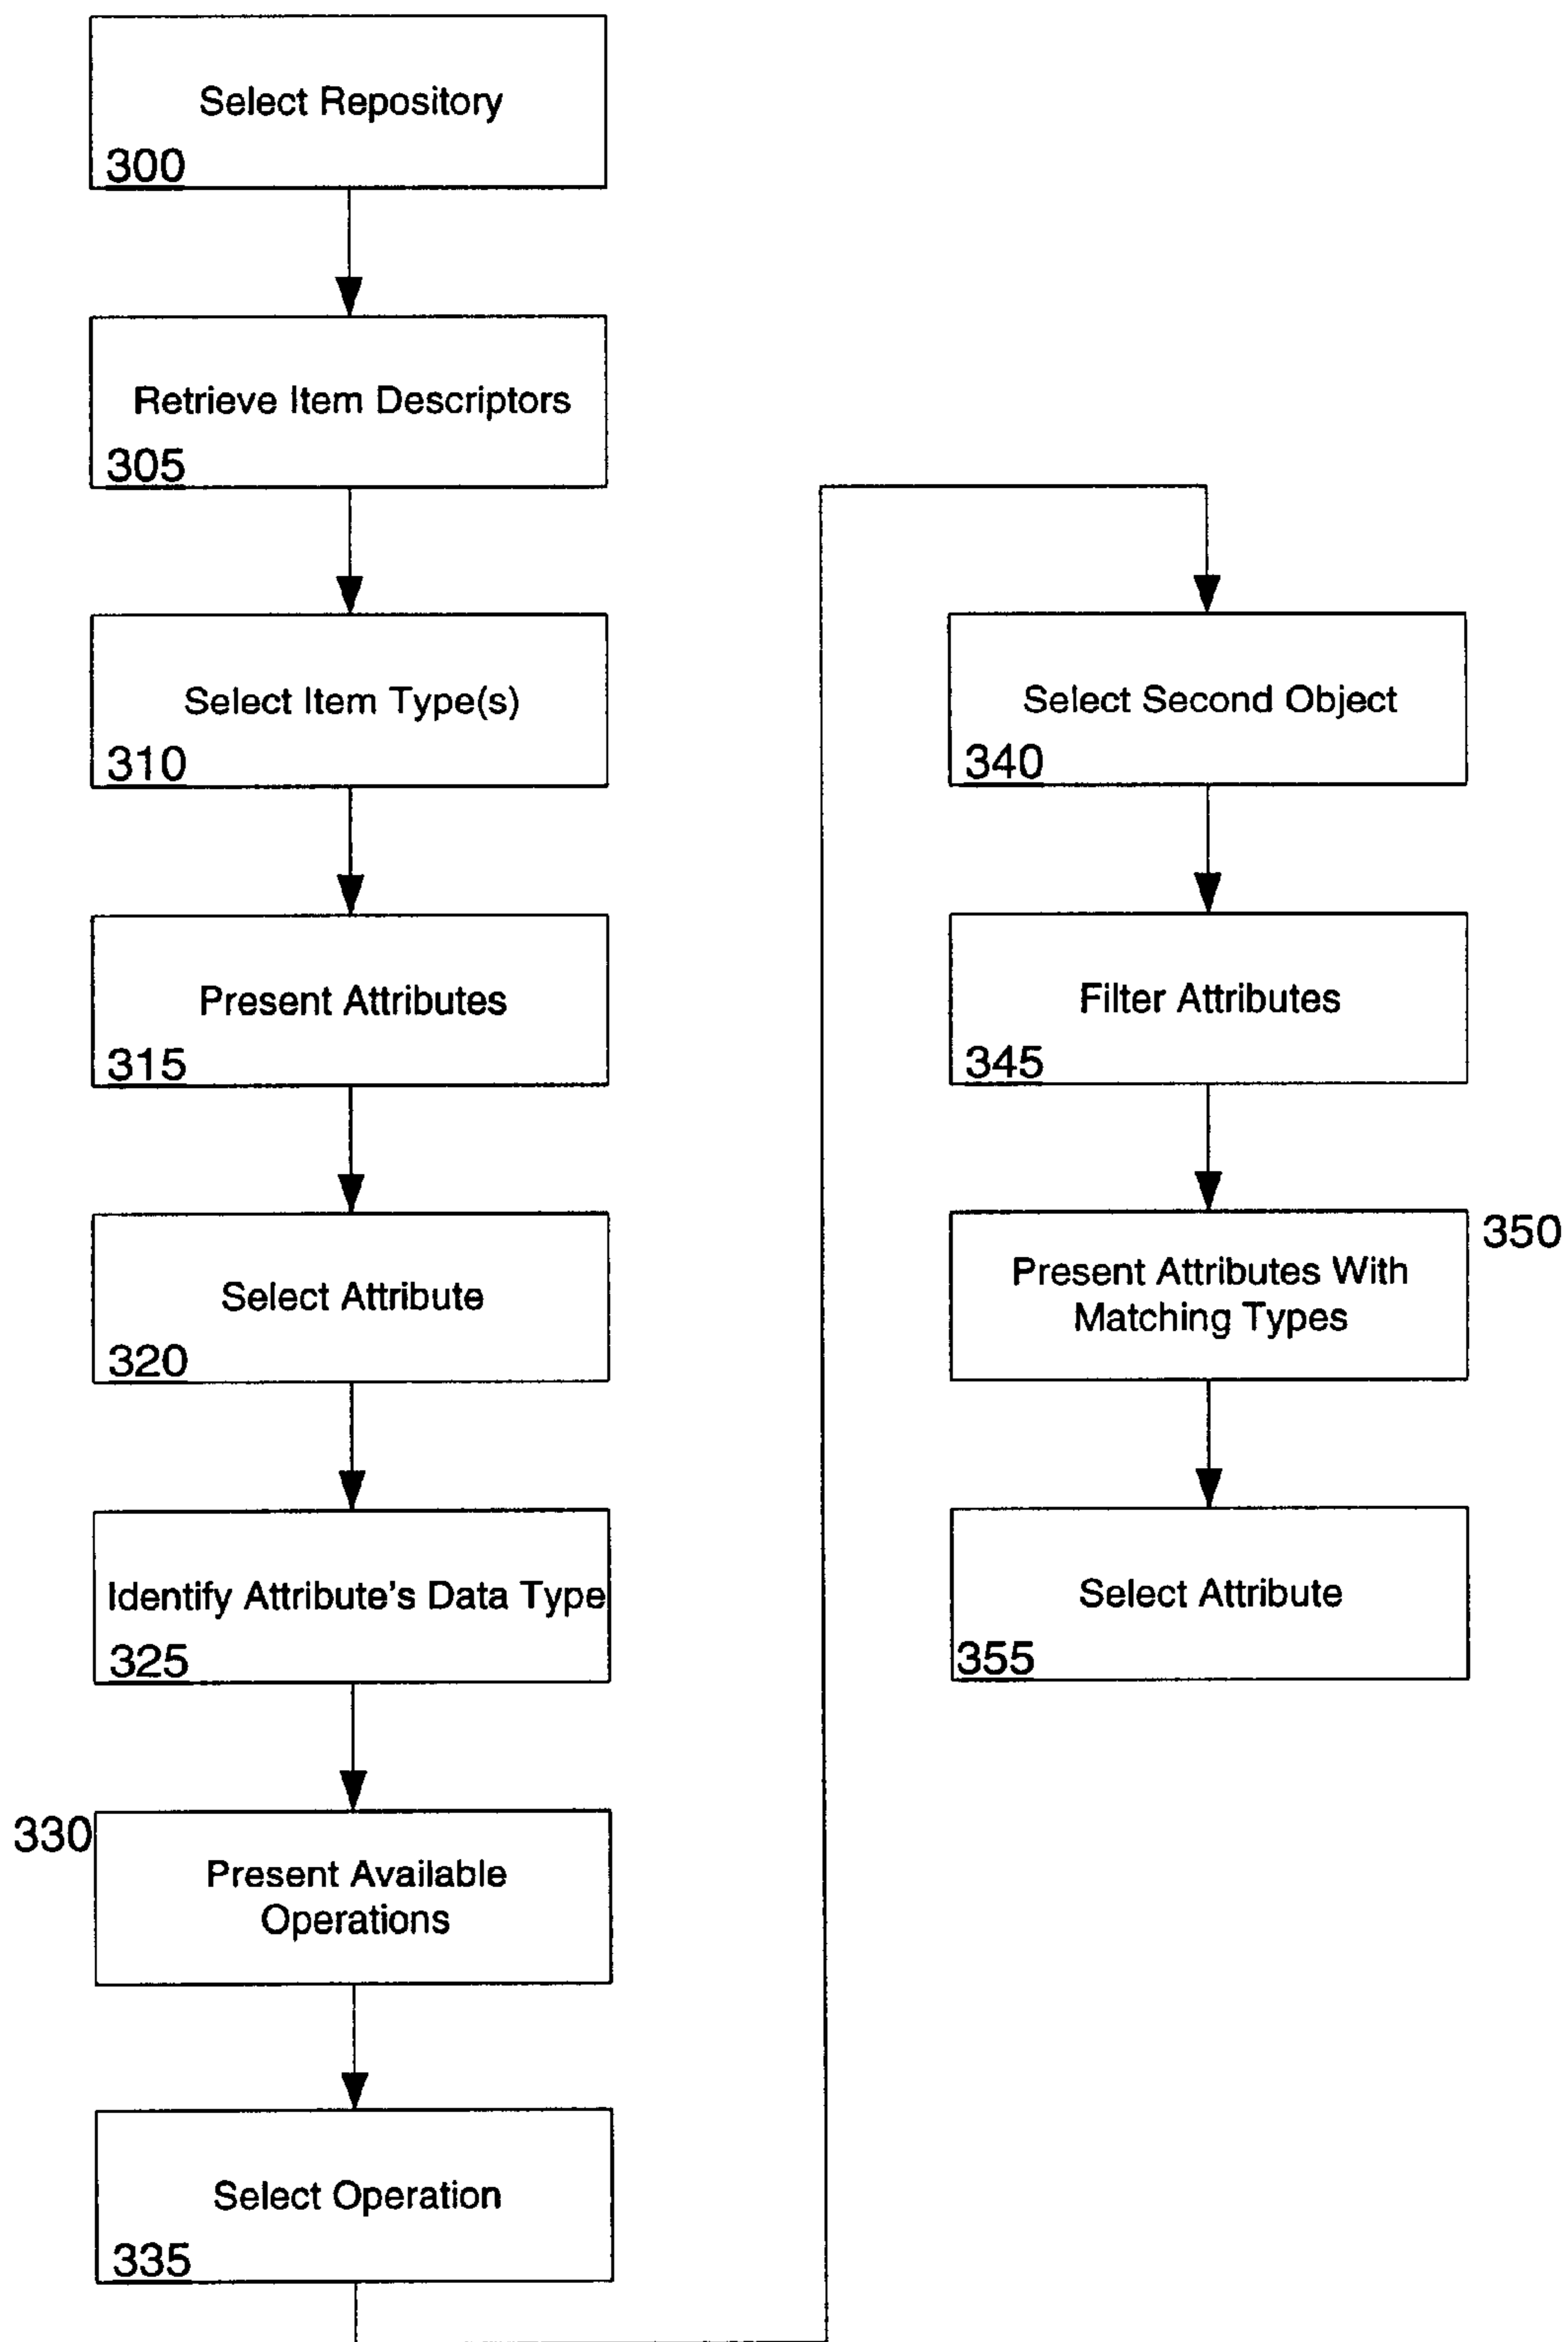 Select Repository
300
Retrieve Item Descriptors
305
Select Item Type(s)
310
Present Attributes
315
Select Attribute
320
Identify Attribute's Data Type
325
330
Present Available
Operations
Select Operation
335
Select Second Object
340
Filter Attributes
345
350
Present Attributes With
Matching Types
Select Attribute
355